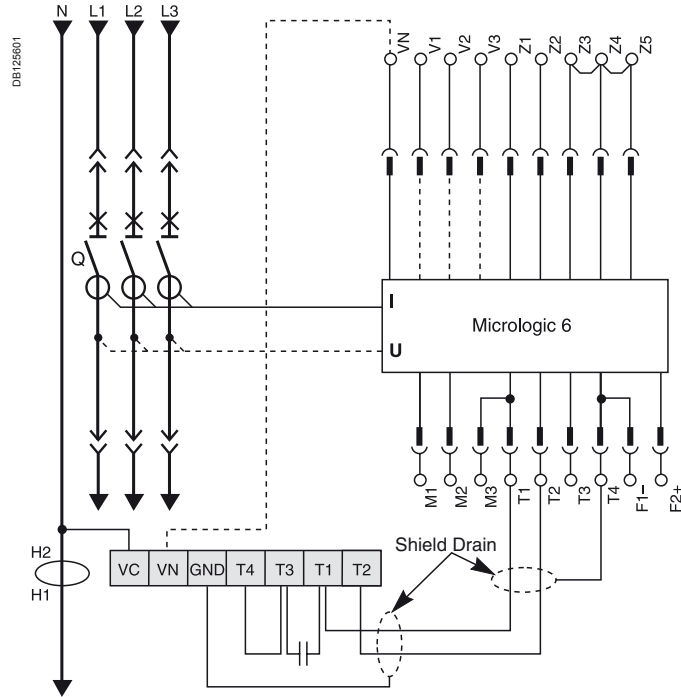 DB125601
N L1 L2 L3
VN V1 V2 V3 Z1 Z2 Z3 Z4 Z5
Q
I
Micrologic 6
U
M1 M2 M3 T1 T2 T3 T4 F1– F2+
H2
H1
Shield Drain
VC VN GND T4 T3 T1 T2